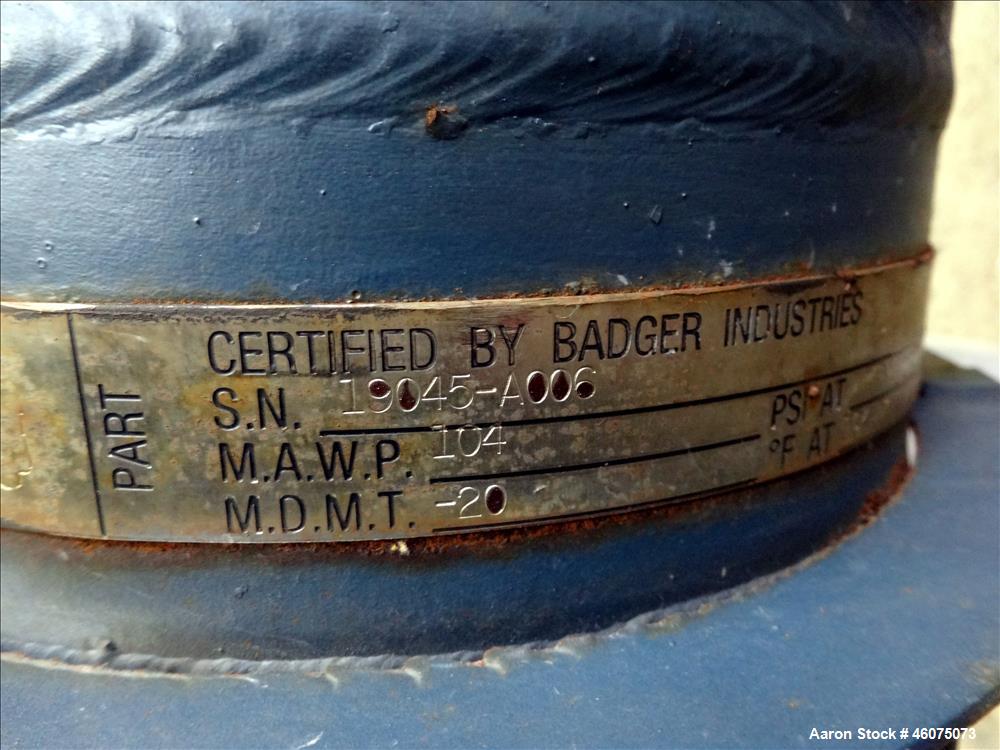 PART
CERTIFIED BY BADGER INDUSTRIES
S.N. 19045-A006
M.A.W.P. 104 PSI AT
M.D.M.T. -20 °F AT
Aaron Stock # 46075073